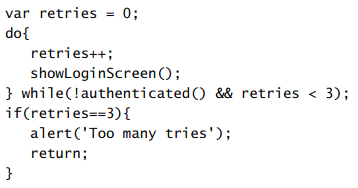 var retries = 0;
do{
   retries++;
   showLoginScreen();
} while(!authenticated() && retries < 3);
if(retries==3){
   alert('Too many tries');
   return;
}